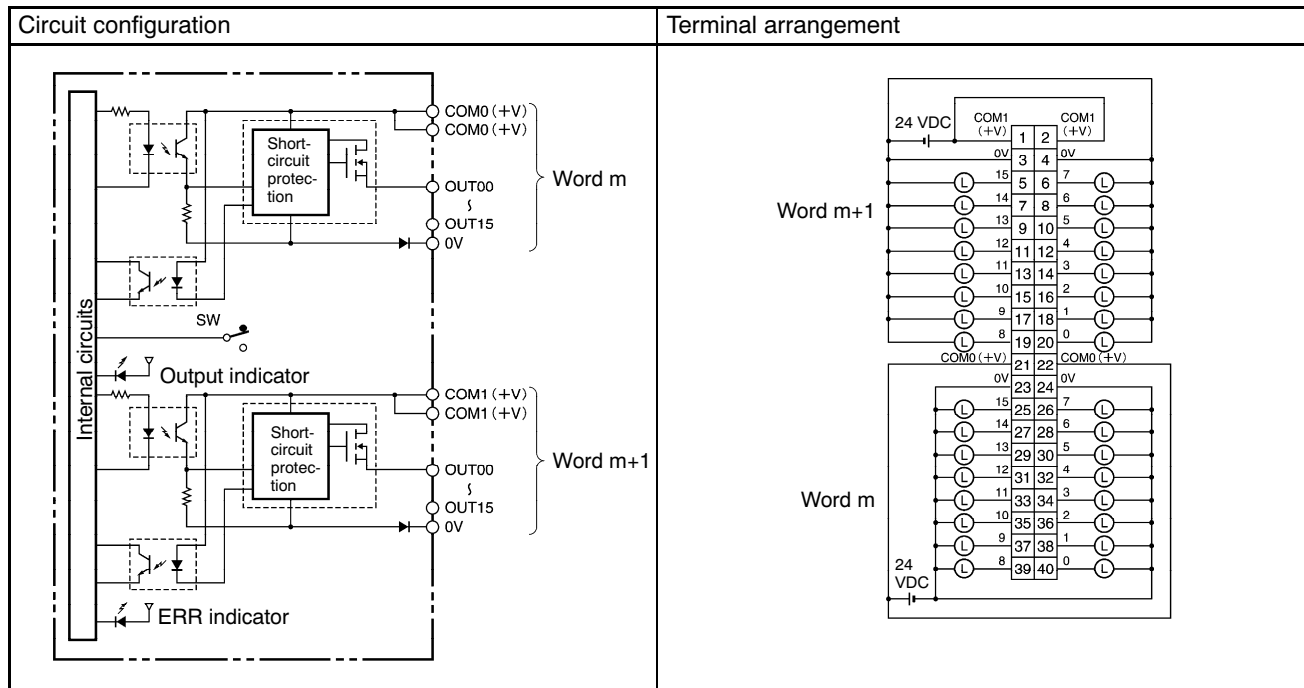 Circuit configuration
Terminal arrangement
COM0 (+V)
COM0 (+V)
Short-
circuit
protec-
tion
OUT00
OUT15
0V
Word m
Internal circuits
SW
Output indicator
COM1 (+V)
COM1 (+V)
Short-
circuit
protec-
tion
OUT00
OUT15
0V
Word m+1
ERR indicator
24 VDC
COM1
(+V)
COM1
(+V)
1 2
0V 3 4 0V
L 15 5 6 7 L
L 14 7 8 6 L
Word m+1
L 13 9 10 5 L
L 12 11 12 4 L
L 11 13 14 3 L
L 10 15 16 2 L
L 9 17 18 1 L
L 8 19 20 0 L
COM0 (+V) 21 22 COM0 (+V)
0V 23 24 0V
L 15 25 26 7 L
L 14 27 28 6 L
L 13 29 30 5 L
L 12 31 32 4 L
Word m
L 11 33 34 3 L
L 10 35 36 2 L
L 9 37 38 1 L
L 8 39 40 0 L
24
VDC